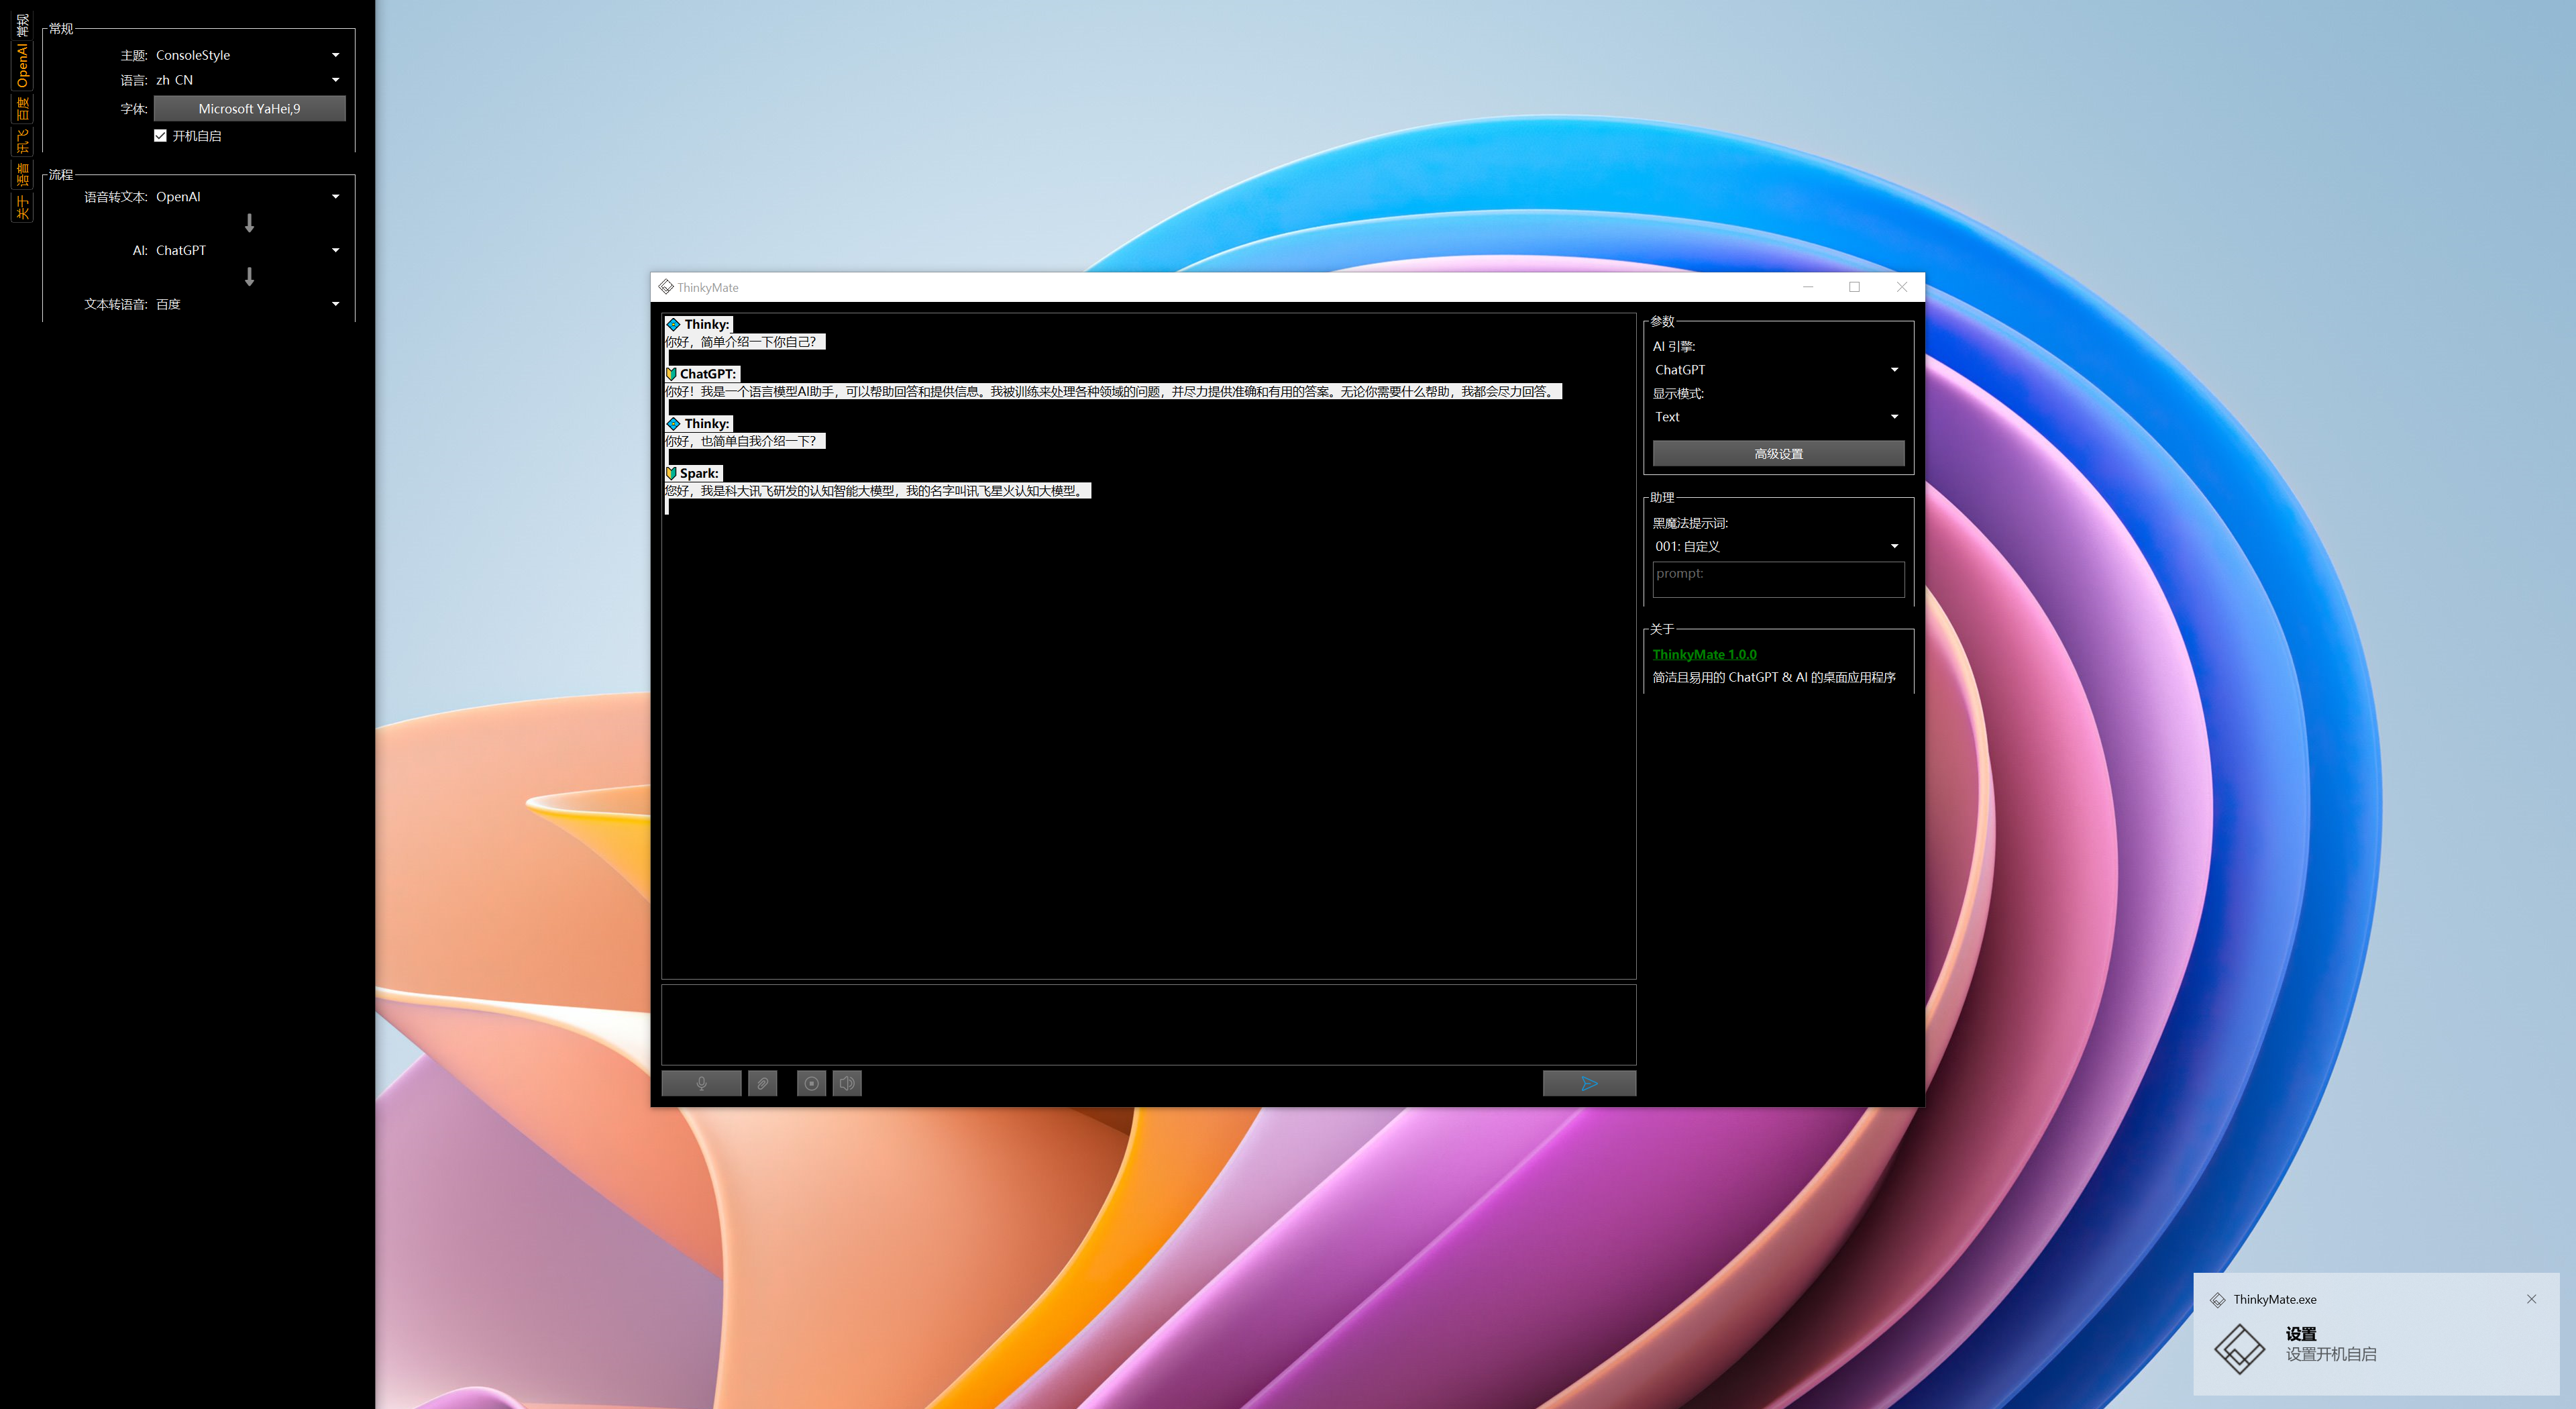 常规
OpenAI
百度
讯飞
语音
关于
常规
主题: ConsoleStyle
语言: zh CN
字体: Microsoft YaHei,9
开机自启
流程
语音转文本: OpenAI
AI: ChatGPT
文本转语音: 百度
ThinkyMate
Thinky:
你好，简单介绍一下你自己？
ChatGPT:
你好！我是一个语言模型AI助手，可以帮助回答和提供信息。我被训练来处理各种领域的问题，并尽力提供准确和有用的答案。无论你需要什么帮助，我都会尽力回答。
Thinky:
你好，也简单自我介绍一下？
Spark:
您好，我是科大讯飞研发的认知智能大模型，我的名字叫讯飞星火认知大模型。
参数
AI 引擎:
ChatGPT
显示模式:
Text
高级设置
助理
黑魔法提示词:
001: 自定义
prompt:
关于
ThinkyMate 1.0.0
简洁且易用的 ChatGPT & AI 的桌面应用程序
ThinkyMate.exe
设置
设置开机自启